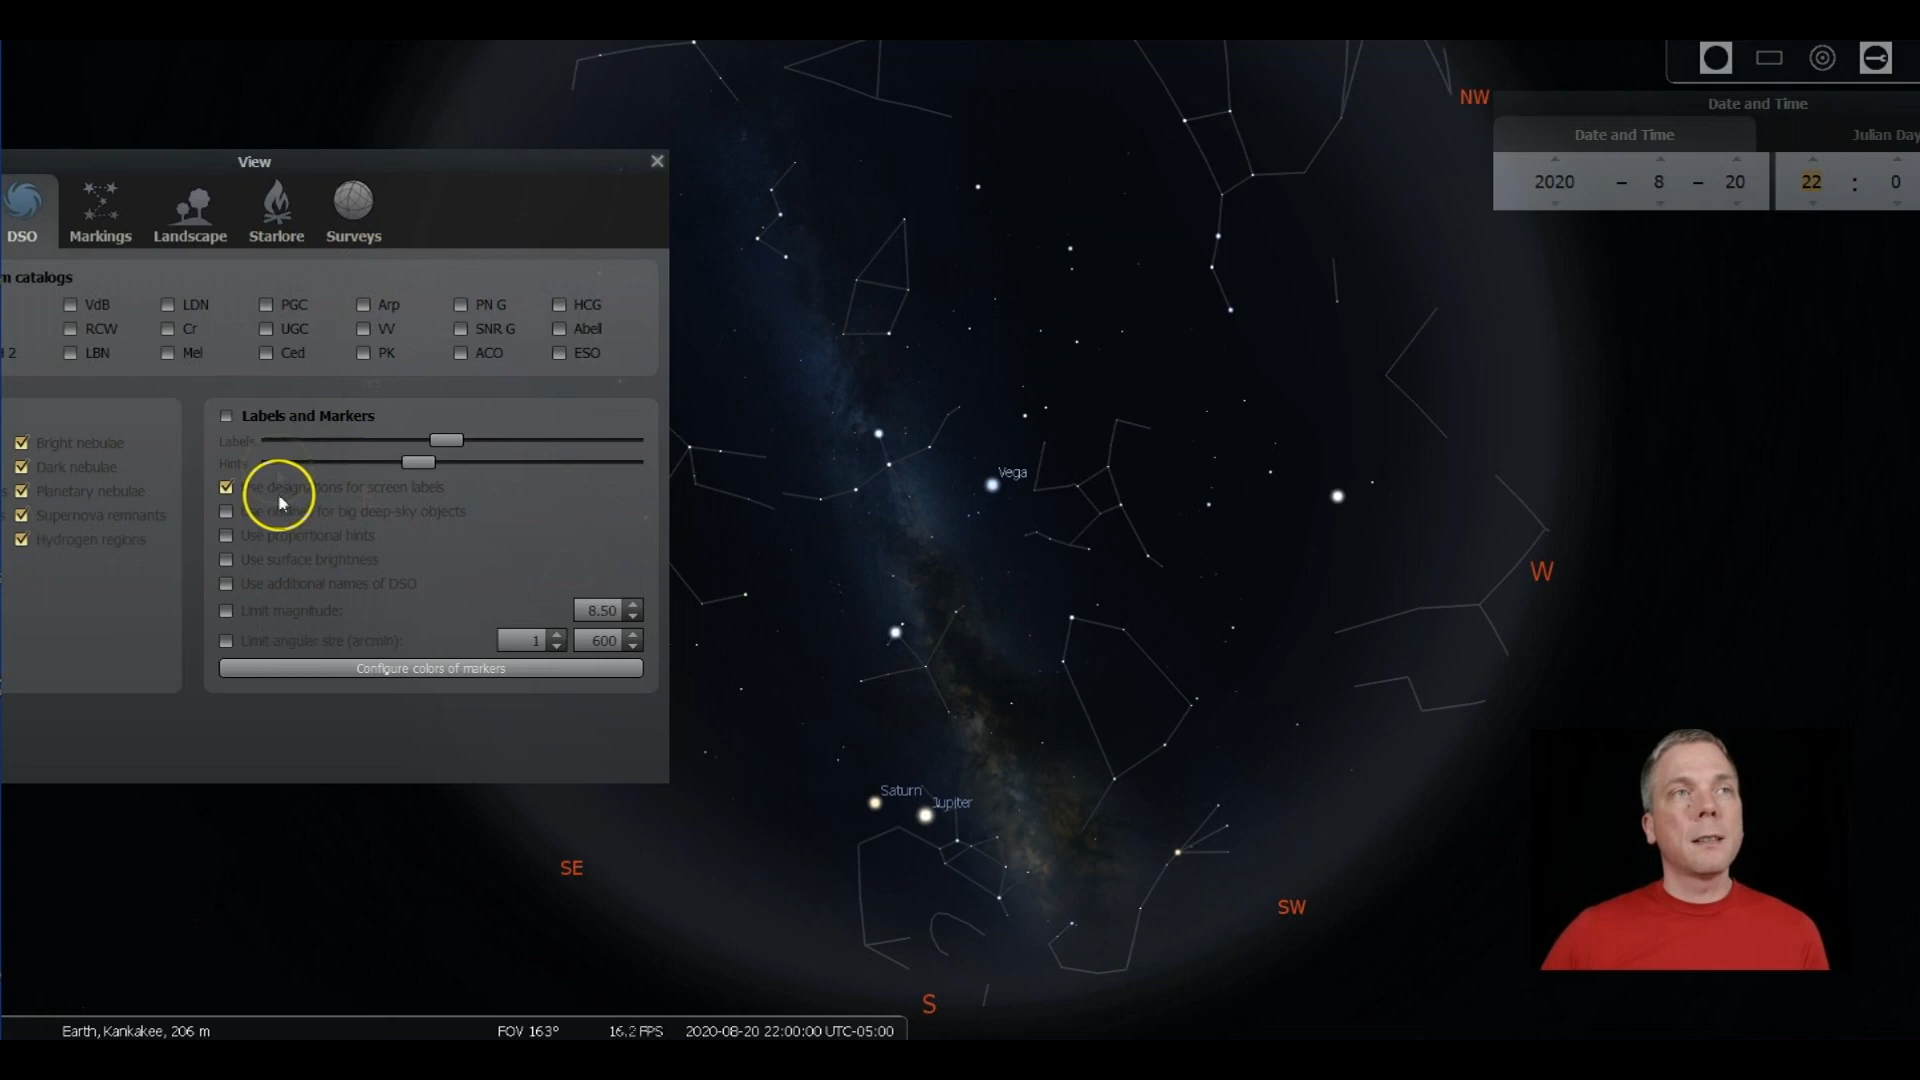 NW
Date and Time
Date and Time
Julian Day
2020 - 8 - 20
22 : 0
View
DSO
Markings
Landscape
Starlore
Surveys
m catalogs
VdB LDN PGC Arp PN G HCG
RCW Cr UGC VV SNR G Abell
H 2 LBN Mel Ced PK ACO ESO
Labels and Markers
Labels
Hints
Bright nebulae
Dark nebulae
Planetary nebulae
Supernova remnants
Hydrogen regions
Use designations for screen labels
Use outlines for big deep-sky objects
Use proportional hints
Use surface brightness
Use additional names of DSO
Limit magnitude: 8.50
Limit angular size (arcmin): 1 600
Configure colors of markers
Vega
W
Saturn
Jupiter
SE
SW
S
Earth, Kankakee, 206 m FOV 163° 16.2 FPS 2020-08-20 22:00:00 UTC-05:00